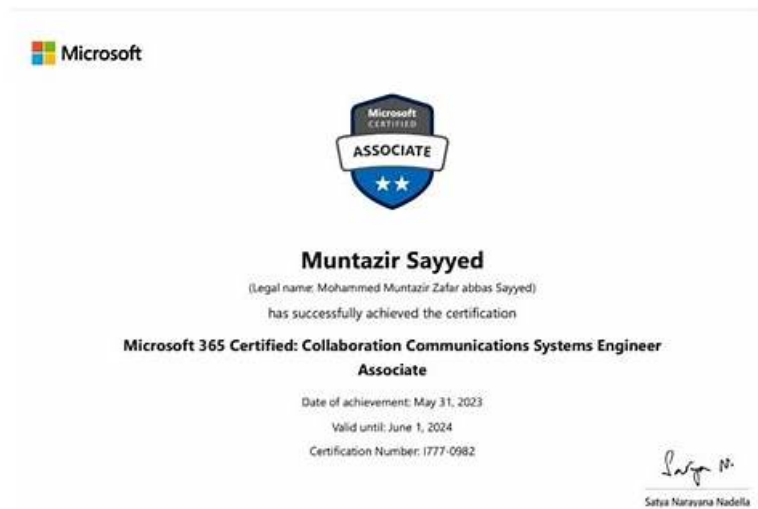 Microsoft
Microsoft
CERTIFIED
ASSOCIATE
Muntazir Sayyed
(Legal name: Mohammed Muntazir Zafar abbas Sayyed)
has successfully achieved the certification
Microsoft 365 Certified: Collaboration Communications Systems Engineer
Associate
Date of achievement: May 31, 2023
Valid until: June 1, 2024
Certification Number: I777-0982
Satya N.
Satya Narayana Nadella